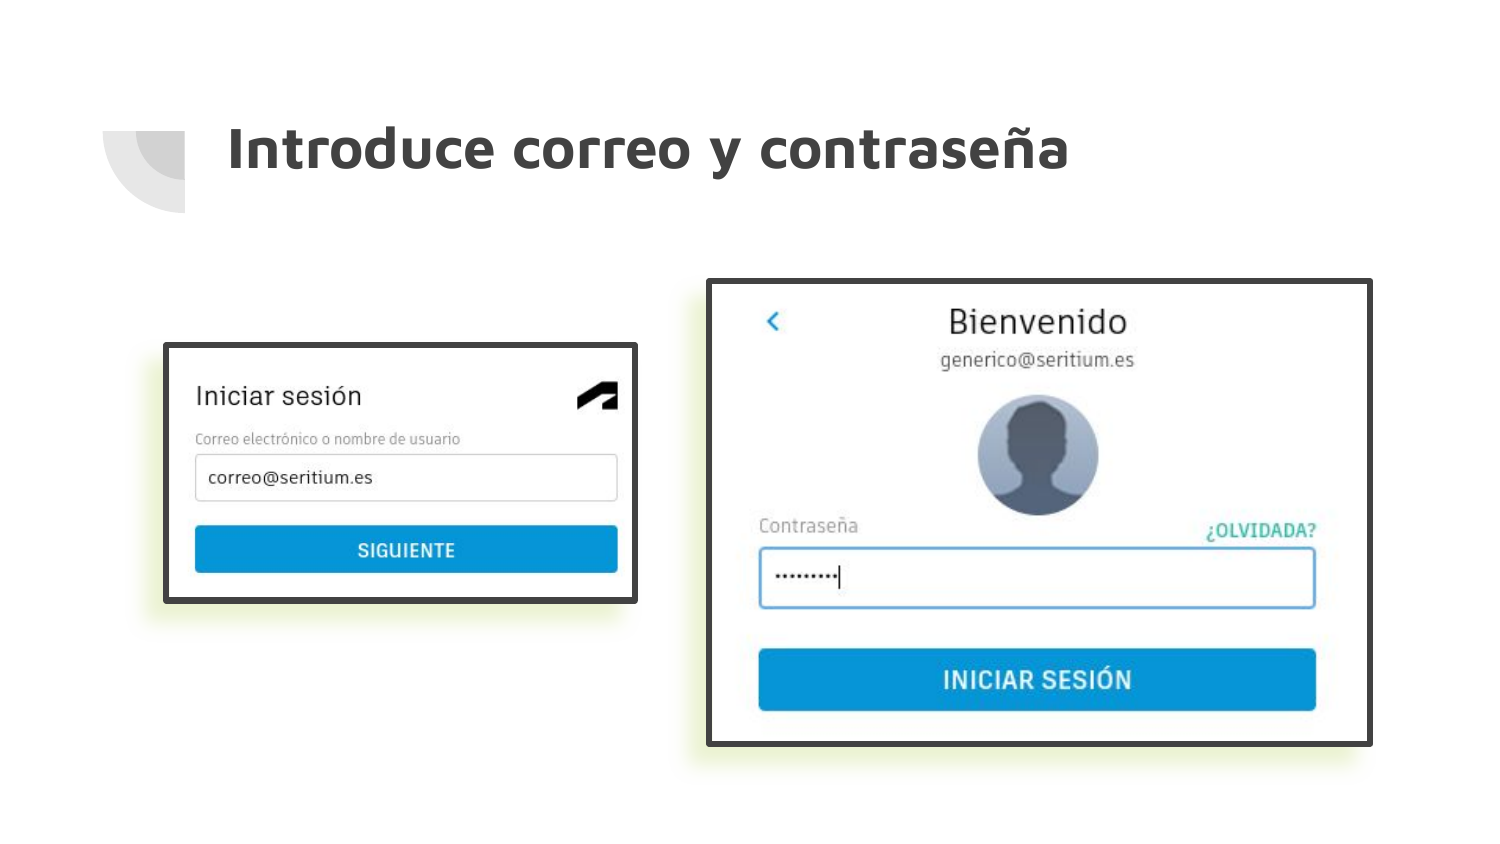 Introduce correo y contraseña
Iniciar sesión
Correo electrónico o nombre de usuario
correo@seritium.es
SIGUIENTE
Bienvenido
generico@seritium.es
Contraseña
¿OLVIDADA?
•••••••••
INICIAR SESIÓN